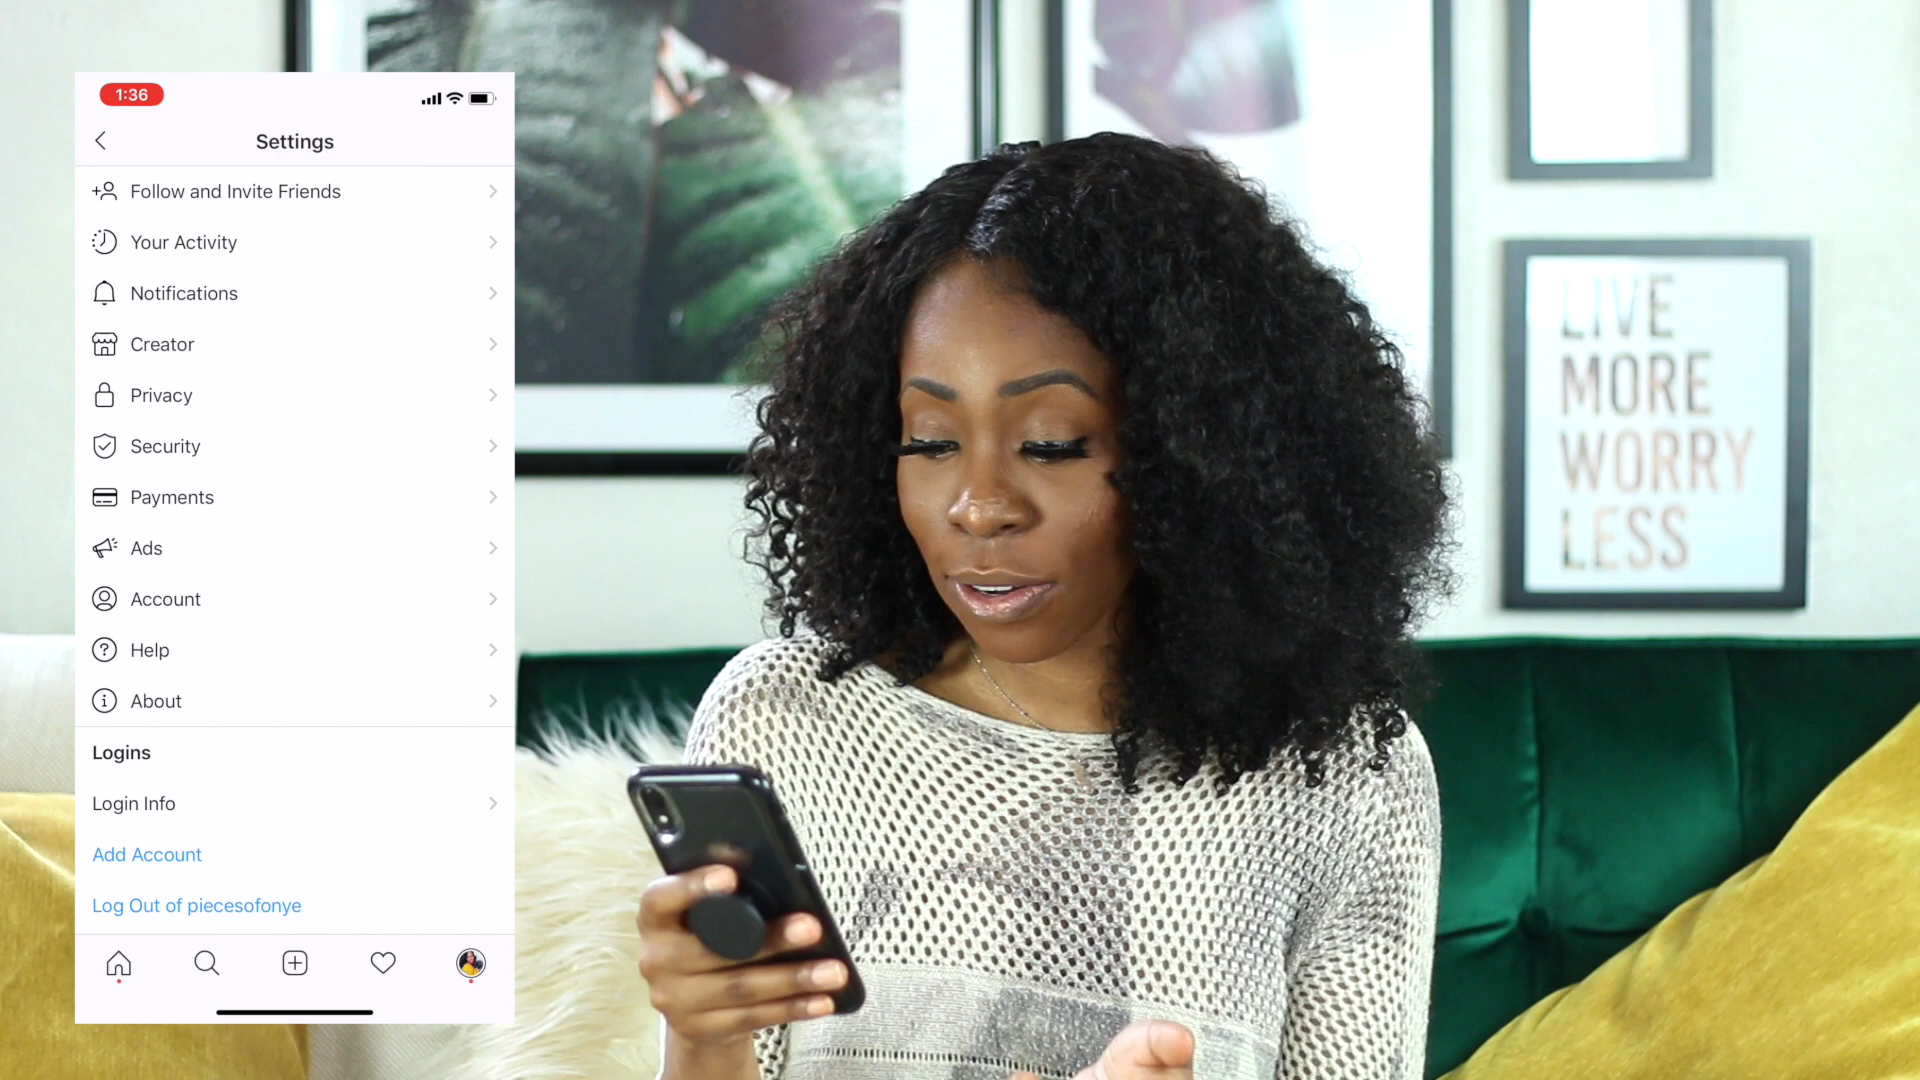 1:36
Settings
Follow and Invite Friends
Your Activity
Notifications
Creator
Privacy
Security
Payments
Ads
Account
Help
About
Logins
Login Info
Add Account
Log Out of piecesofonye
LIVE
MORE
WORRY
LESS